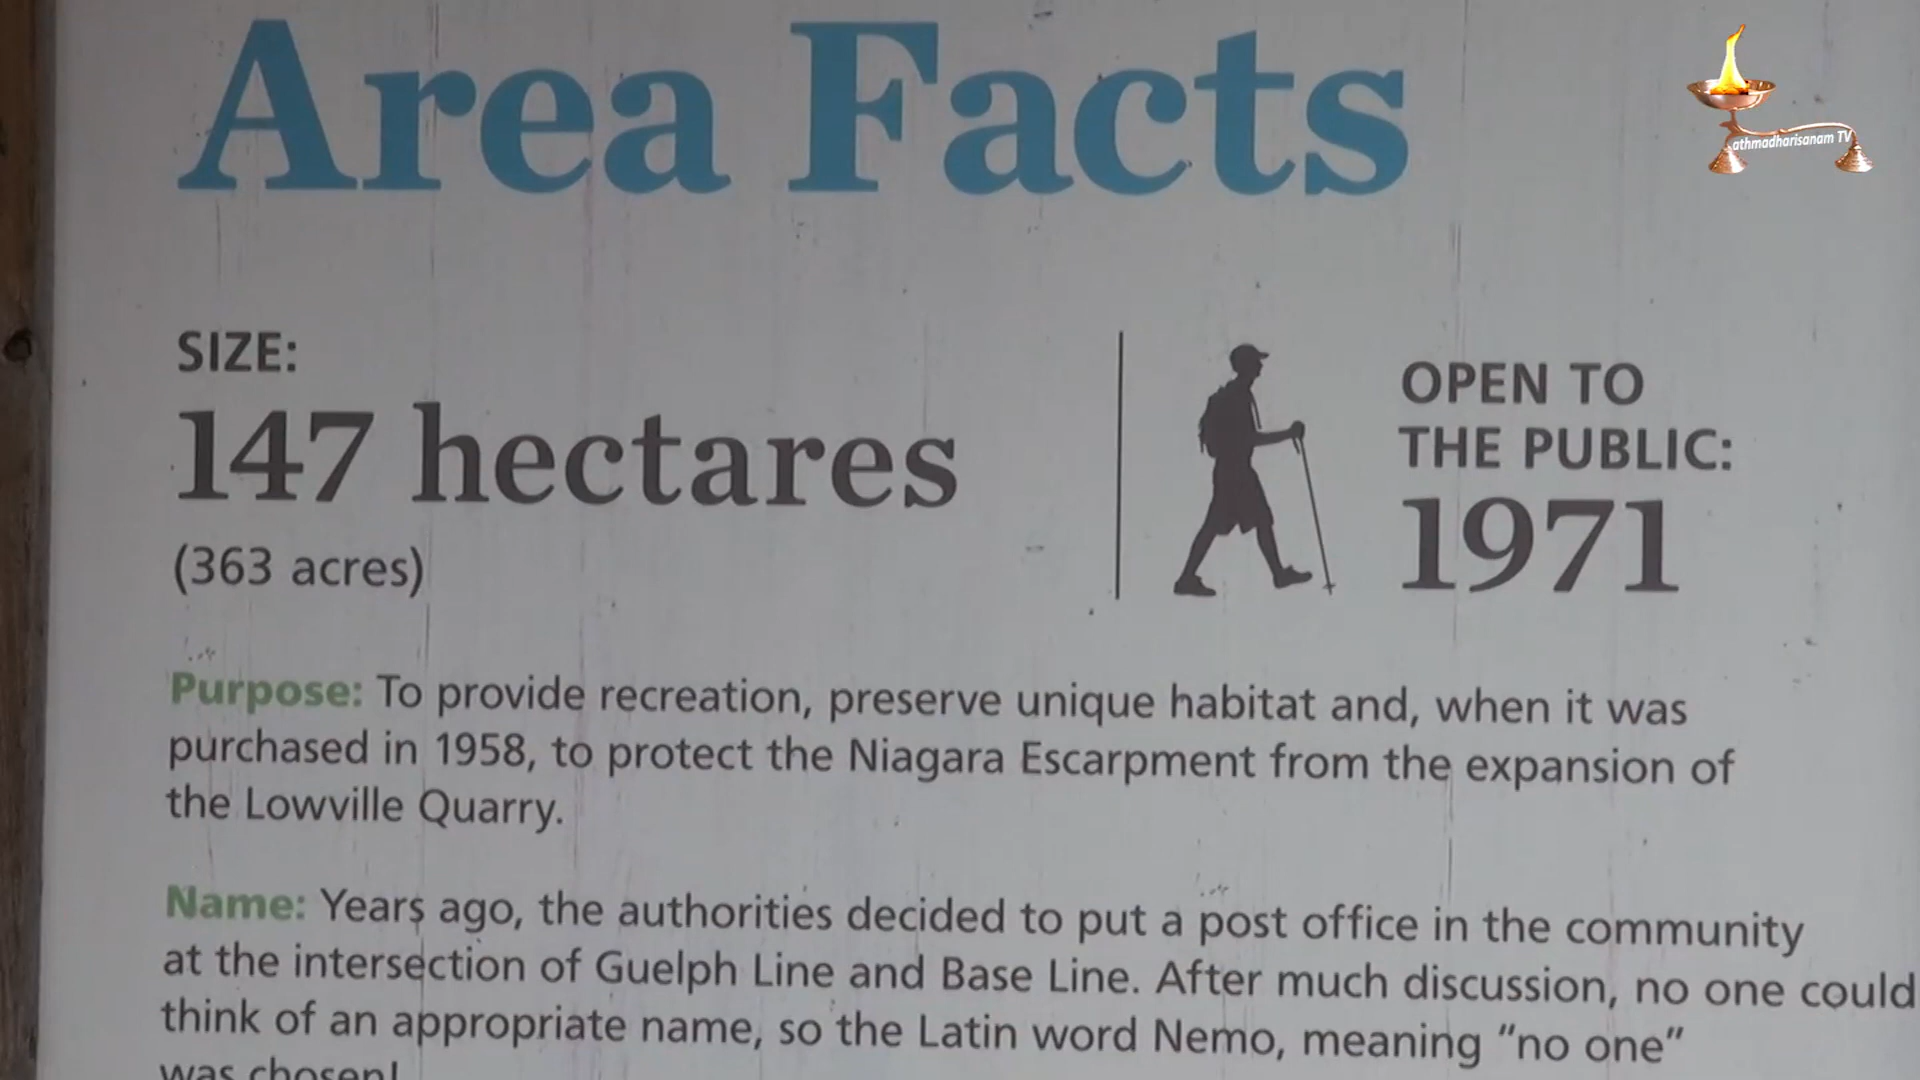 Area Facts
athmadharisanam TV
SIZE:
147 hectares
(363 acres)
OPEN TO
THE PUBLIC:
1971
Purpose: To provide recreation, preserve unique habitat and, when it was
purchased in 1958, to protect the Niagara Escarpment from the expansion of
the Lowville Quarry.
Name: Years ago, the authorities decided to put a post office in the community
at the intersection of Guelph Line and Base Line. After much discussion, no one could
think of an appropriate name, so the Latin word Nemo, meaning “no one”
was chosen!